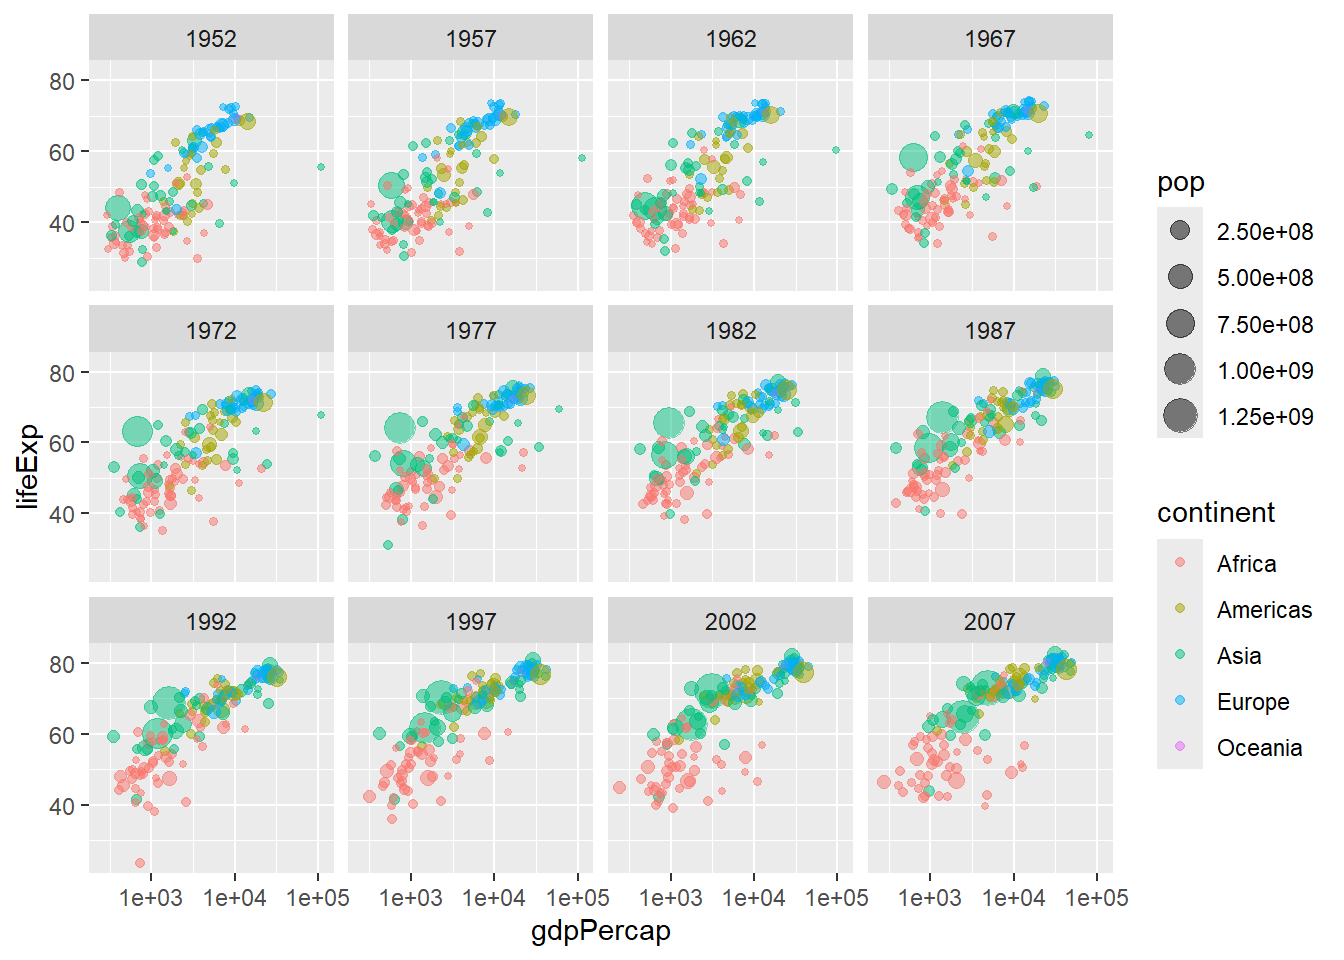 1952 1957 1962 1967
80
60
40
1972 1977 1982 1987
80
60
40
1992 1997 2002 2007
80
60
40
1e+03 1e+04 1e+05 1e+03 1e+04 1e+05 1e+03 1e+04 1e+05 1e+03 1e+04 1e+05
gdpPercap
lifeExp
pop
2.50e+08
5.00e+08
7.50e+08
1.00e+09
1.25e+09
continent
Africa
Americas
Asia
Europe
Oceania